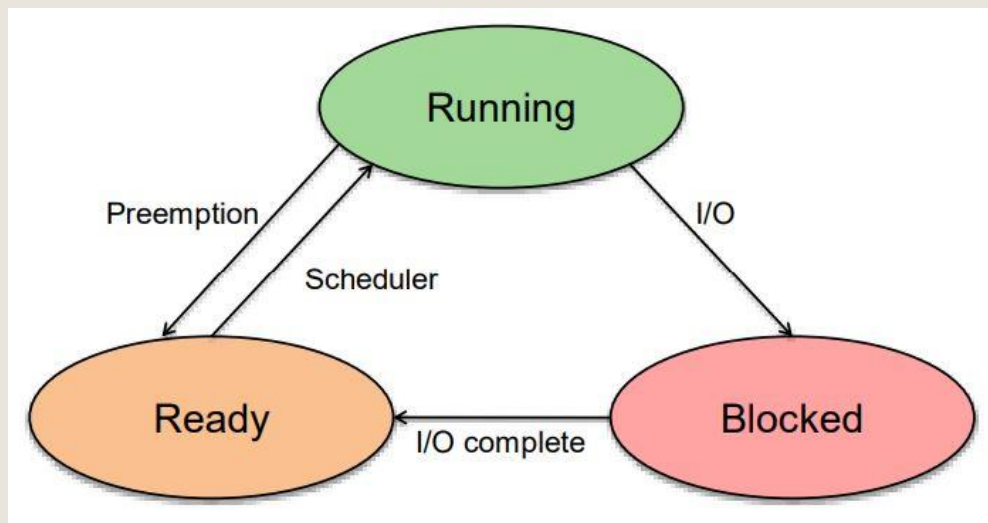 Running
Preemption
I/O
Scheduler
Ready
Blocked
I/O complete